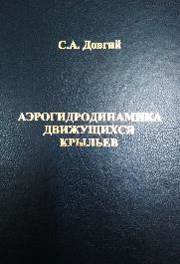 С.А. Довгий
АЭРОГИДРОДИНАМИКА
ДВИЖУЩИХСЯ
КРЫЛЬЕВ